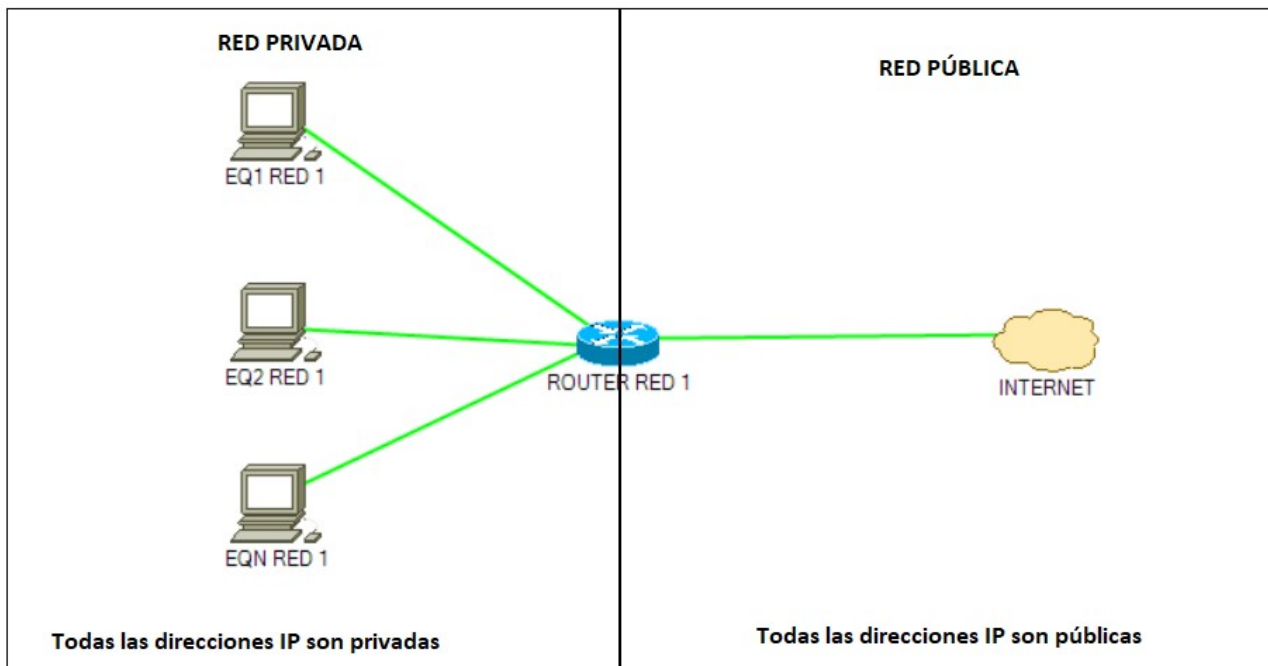 RED PRIVADA
RED PÚBLICA
EQ1 RED 1
EQ2 RED 1
ROUTER RED 1
INTERNET
EQN RED 1
Todas las direcciones IP son privadas
Todas las direcciones IP son públicas